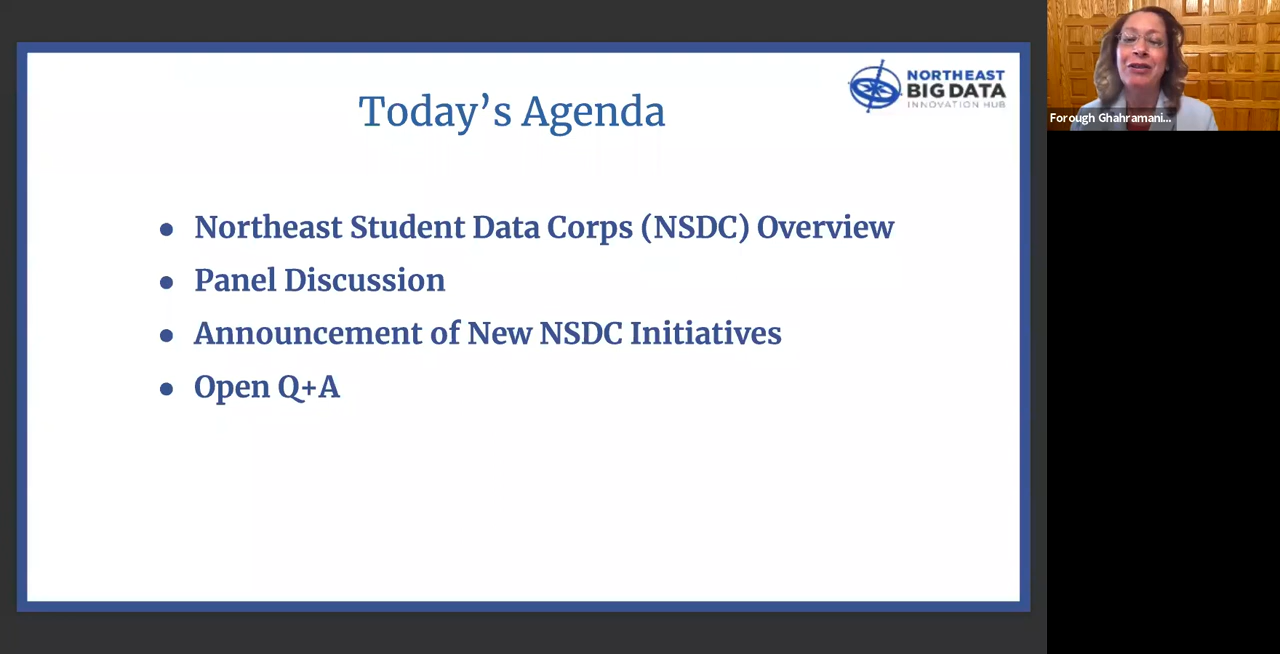 Today's Agenda
NORTHEAST
BIG DATA
INNOVATION HUB
● Northeast Student Data Corps (NSDC) Overview
● Panel Discussion
● Announcement of New NSDC Initiatives
● Open Q+A
Forough Ghahramani...